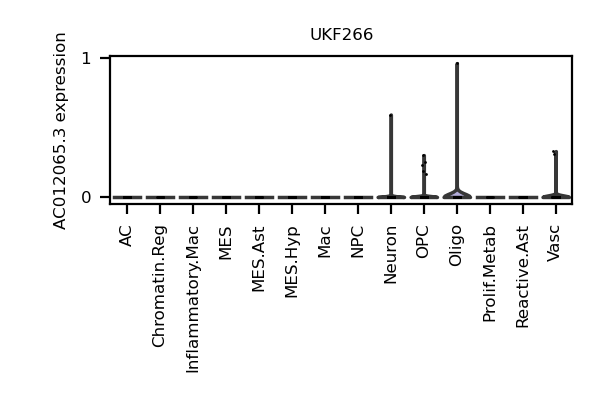 UKF266
AC012065.3 expression
1
0
AC
Chromatin.Reg
Inflammatory.Mac
MES
MES.Ast
MES.Hyp
Mac
NPC
Neuron
OPC
Oligo
Prolif.Metab
Reactive.Ast
Vasc